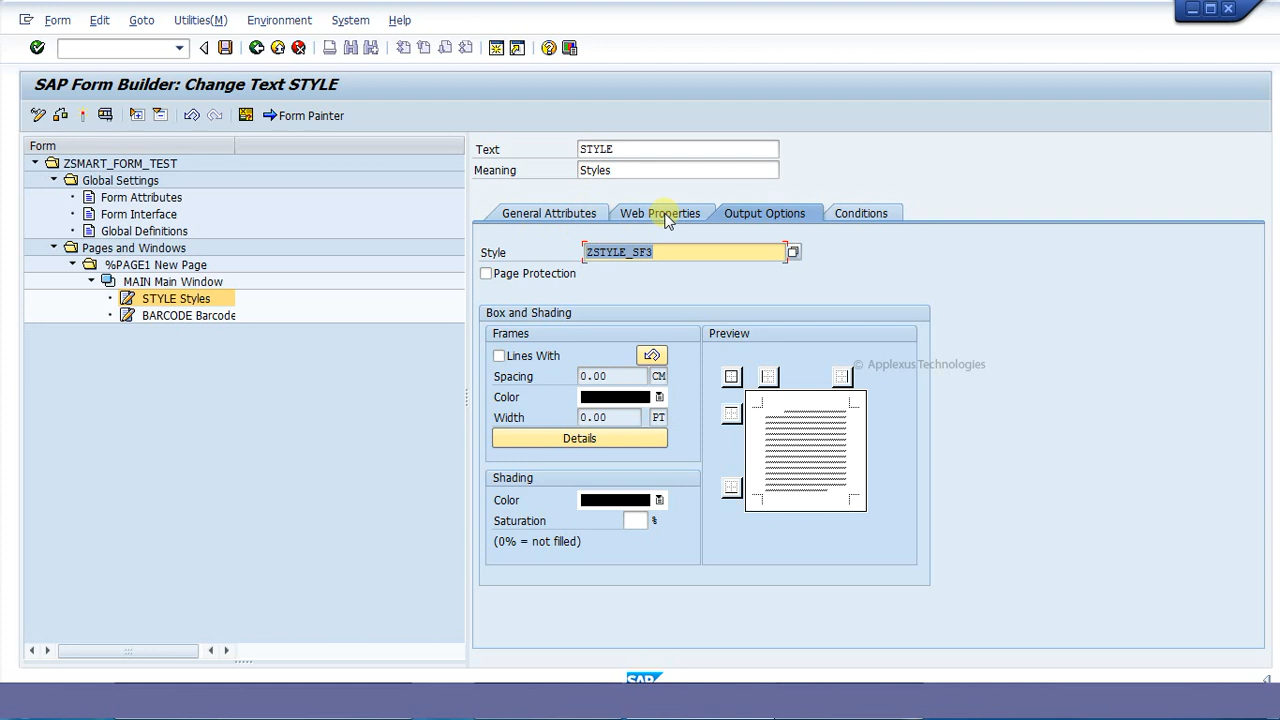 Form Edit Goto Utilities(M) Environment System Help
SAP Form Builder: Change Text STYLE
Form Painter
Form
ZSMART_FORM_TEST
Global Settings
Form Attributes
Form Interface
Global Definitions
Pages and Windows
%PAGE1 New Page
MAIN Main Window
STYLE Styles
BARCODE Barcode
Text STYLE
Meaning Styles
General Attributes Web Properties Output Options Conditions
Style ZSTYLE_SF3
Page Protection
Box and Shading
Frames
Lines With
Spacing 0.00 CM
Color
Width 0.00 PT
Details
Shading
Color
Saturation %
(0% = not filled)
Preview
© Applexus Technologies
SAP